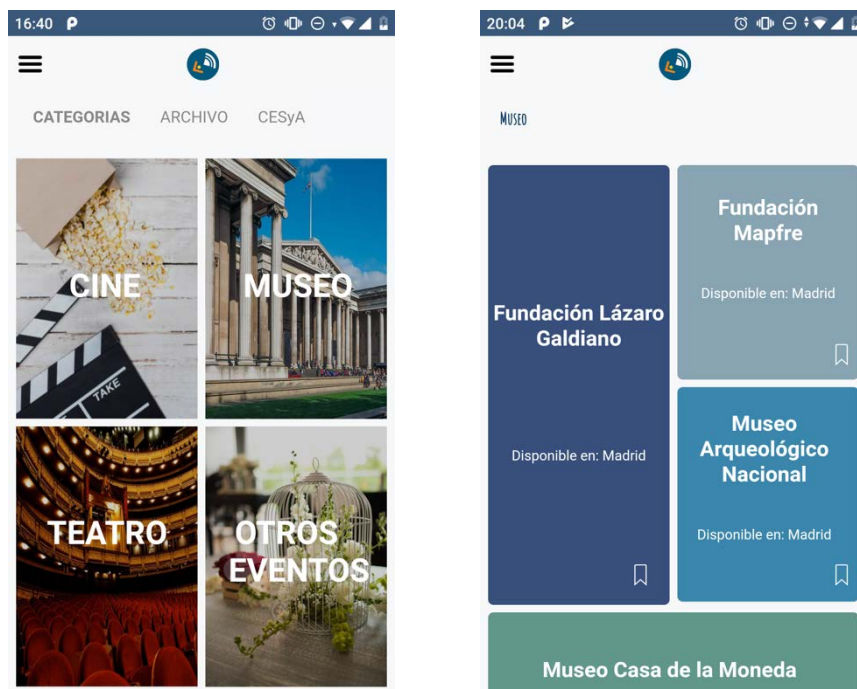 16:40
CATEGORIAS ARCHIVO CESyA
CINE
MUSEO
TAKE
TEATRO
OTROS
EVENTOS
20:04
Museo
Fundación Lázaro
Galdiano
Disponible en: Madrid
Fundación
Mapfre
Disponible en: Madrid
Museo
Arqueológico
Nacional
Disponible en: Madrid
Museo Casa de la Moneda